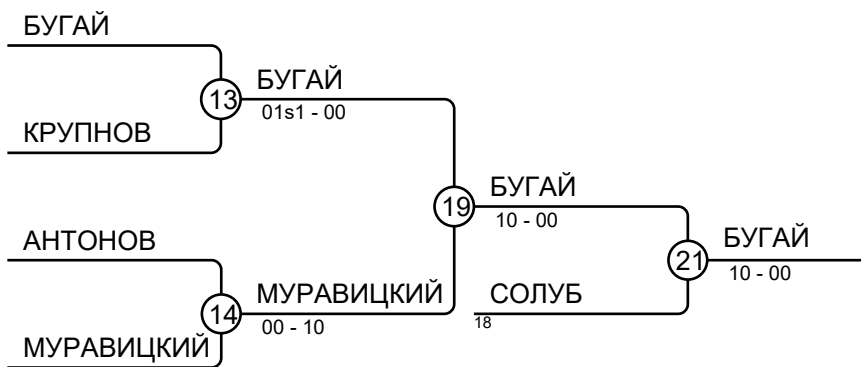 БУГАЙ
13
БУГАЙ
01s1 - 00
КРУПНОВ
19
БУГАЙ
10 - 00
АНТОНОВ
21
БУГАЙ
10 - 00
14
МУРАВИЦКИЙ
00 - 10
СОЛУБ
18
МУРАВИЦКИЙ